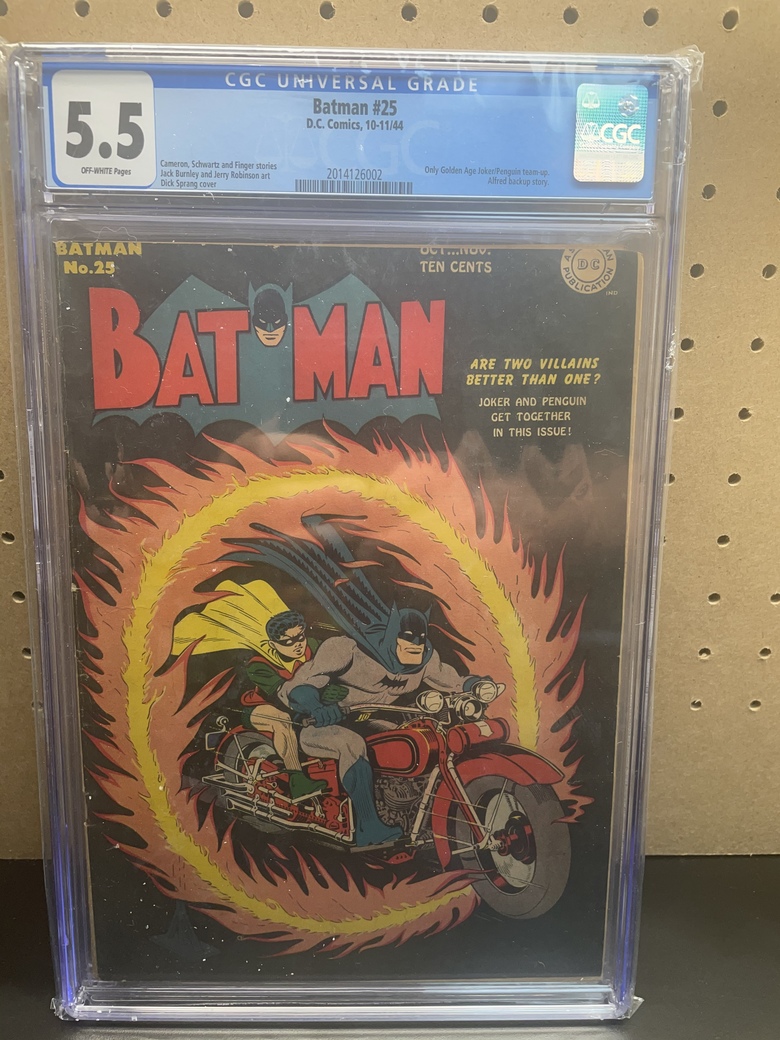 CGC UNIVERSAL GRADE
5.5
OFF-WHITE Pages
Batman #25
D.C. Comics, 10-11/44
Cameron, Schwartz and Finger stories
Jack Burnley and Jerry Robinson art
Dick Sprang cover
2014126002
Only Golden Age Joker/Penguin team-up.
Alfred backup story.
CGC
BATMAN
No.25
OCT...NOV.
TEN CENTS
DC
PUBLICATION
BATMAN
ARE TWO VILLAINS
BETTER THAN ONE?
JOKER AND PENGUIN
GET TOGETHER
IN THIS ISSUE!